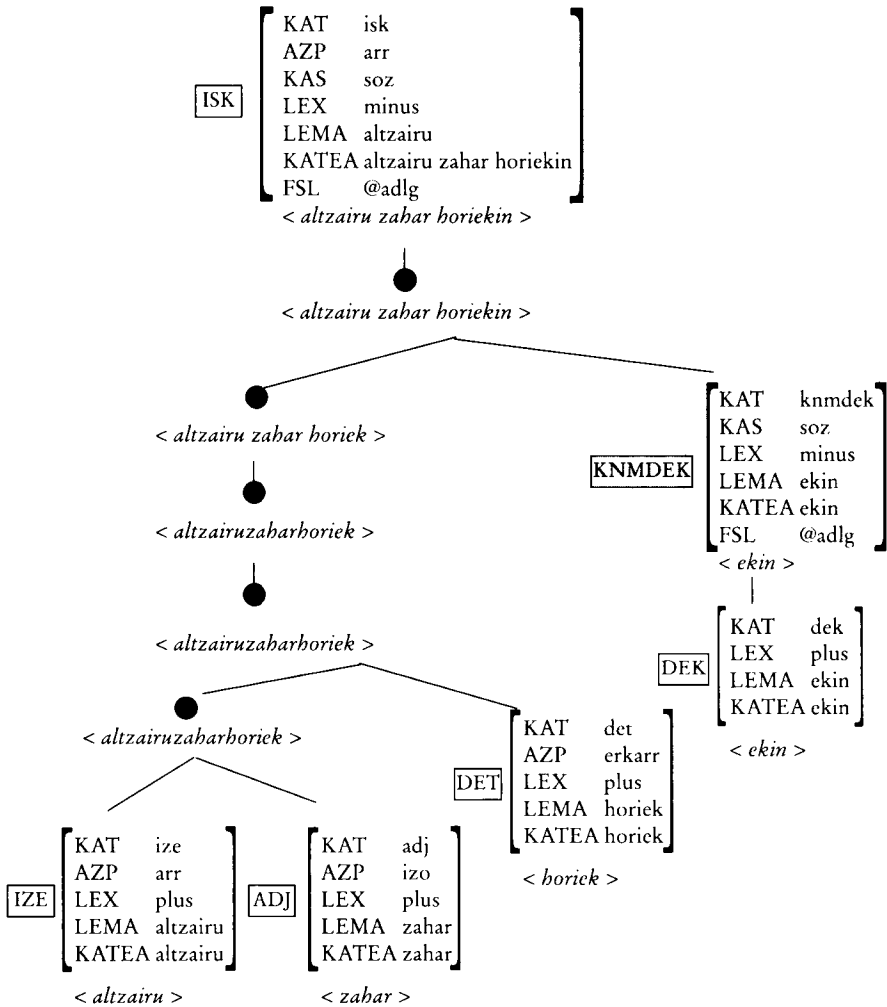 KAT isk
AZP arr
KAS soz
ISK
LEX minus
LEMA altzairu
KATEA altzairu zahar horiekin
FSL @adlg
< altzairu zahar horiekin >
< altzairu zahar horiekin >
< altzairu zahar horiek >
KNMDEK
KAT knmdek
KAS soz
LEX minus
LEMA ekin
KATEA ekin
FSL @adlg
< ekin >
< altzairuzaharhoriek >
< altzairuzaharhoriek >
DEK
KAT dek
LEX plus
LEMA ekin
KATEA ekin
< ekin >
< altzairuzaharhoriek >
DET
KAT det
AZP erkarr
LEX plus
LEMA horiek
KATEA horiek
< horiek >
IZE
KAT ize
AZP arr
LEX plus
LEMA altzairu
KATEA altzairu
< altzairu >
ADJ
KAT adj
AZP izo
LEX plus
LEMA zahar
KATEA zahar
< zahar >